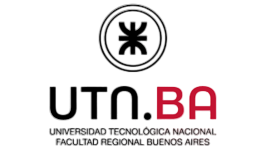 UTN.BA
UNIVERSIDAD TECNOLÓGICA NACIONAL
FACULTAD REGIONAL BUENOS AIRES